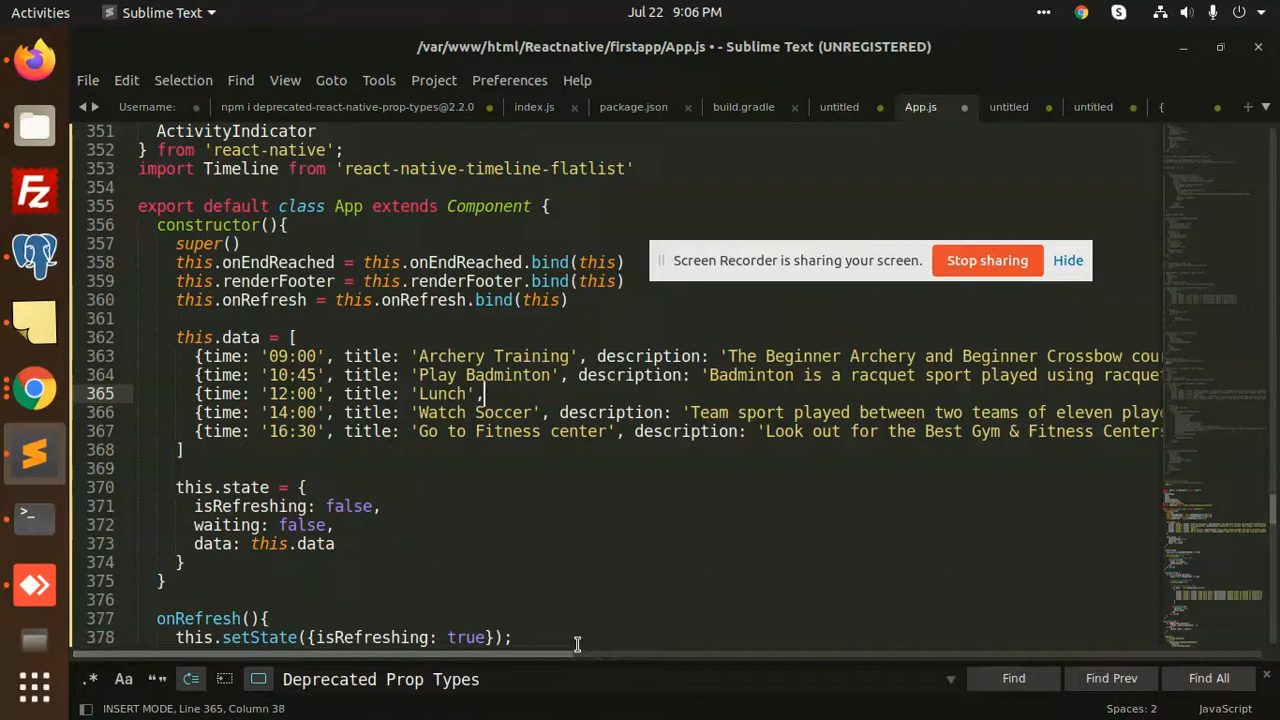 Activities
Sublime Text
Jul 22 9:06 PM
/var/www/html/Reactnative/firstapp/App.js • - Sublime Text (UNREGISTERED)
File Edit Selection Find View Goto Tools Project Preferences Help
Username: npm i deprecated-react-native-prop-types@2.2.0 index.js package.json build.gradle untitled App.js untitled untitled {
351 ActivityIndicator
352 } from 'react-native';
353 import Timeline from 'react-native-timeline-flatlist'
354
355 export default class App extends Component {
356 constructor(){
357 super()
358 this.onEndReached = this.onEndReached.bind(this)
359 this.renderFooter = this.renderFooter.bind(this)
360 this.onRefresh = this.onRefresh.bind(this)
361
362 this.data = [
363 {time: '09:00', title: 'Archery Training', description: 'The Beginner Archery and Beginner Crossbow cou
364 {time: '10:45', title: 'Play Badminton', description: 'Badminton is a racquet sport played using racquet
365 {time: '12:00', title: 'Lunch',
366 {time: '14:00', title: 'Watch Soccer', description: 'Team sport played between two teams of eleven playe
367 {time: '16:30', title: 'Go to Fitness center', description: 'Look out for the Best Gym & Fitness Centers
368 ]
369
370 this.state = {
371 isRefreshing: false,
372 waiting: false,
373 data: this.data
374 }
375 }
376
377 onRefresh(){
378 this.setState({isRefreshing: true});
Screen Recorder is sharing your screen. Stop sharing Hide
.* Aa “” Deprecated Prop Types Find Find Prev Find All
INSERT MODE, Line 365, Column 38 Spaces: 2 JavaScript